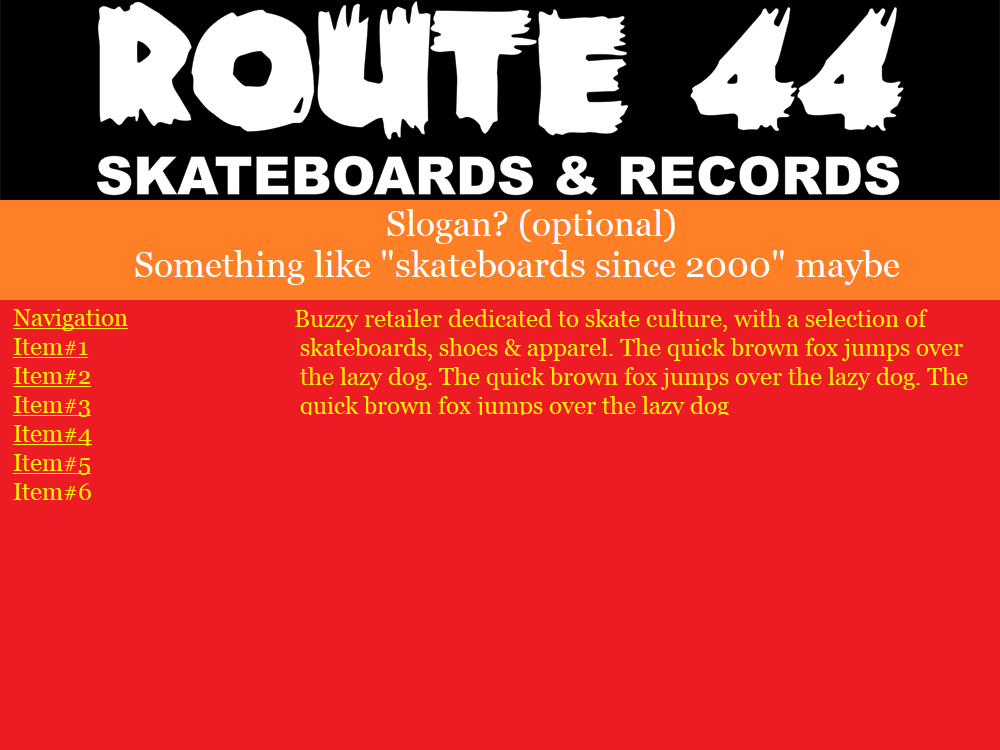 ROUTE 44
SKATEBOARDS & RECORDS
Slogan? (optional)
Something like "skateboards since 2000" maybe
Navigation
Item#1
Item#2
Item#3
Item#4
Item#5
Item#6
Buzzy retailer dedicated to skate culture, with a selection of
skateboards, shoes & apparel. The quick brown fox jumps over
the lazy dog. The quick brown fox jumps over the lazy dog. The
quick brown fox jumps over the lazy dog